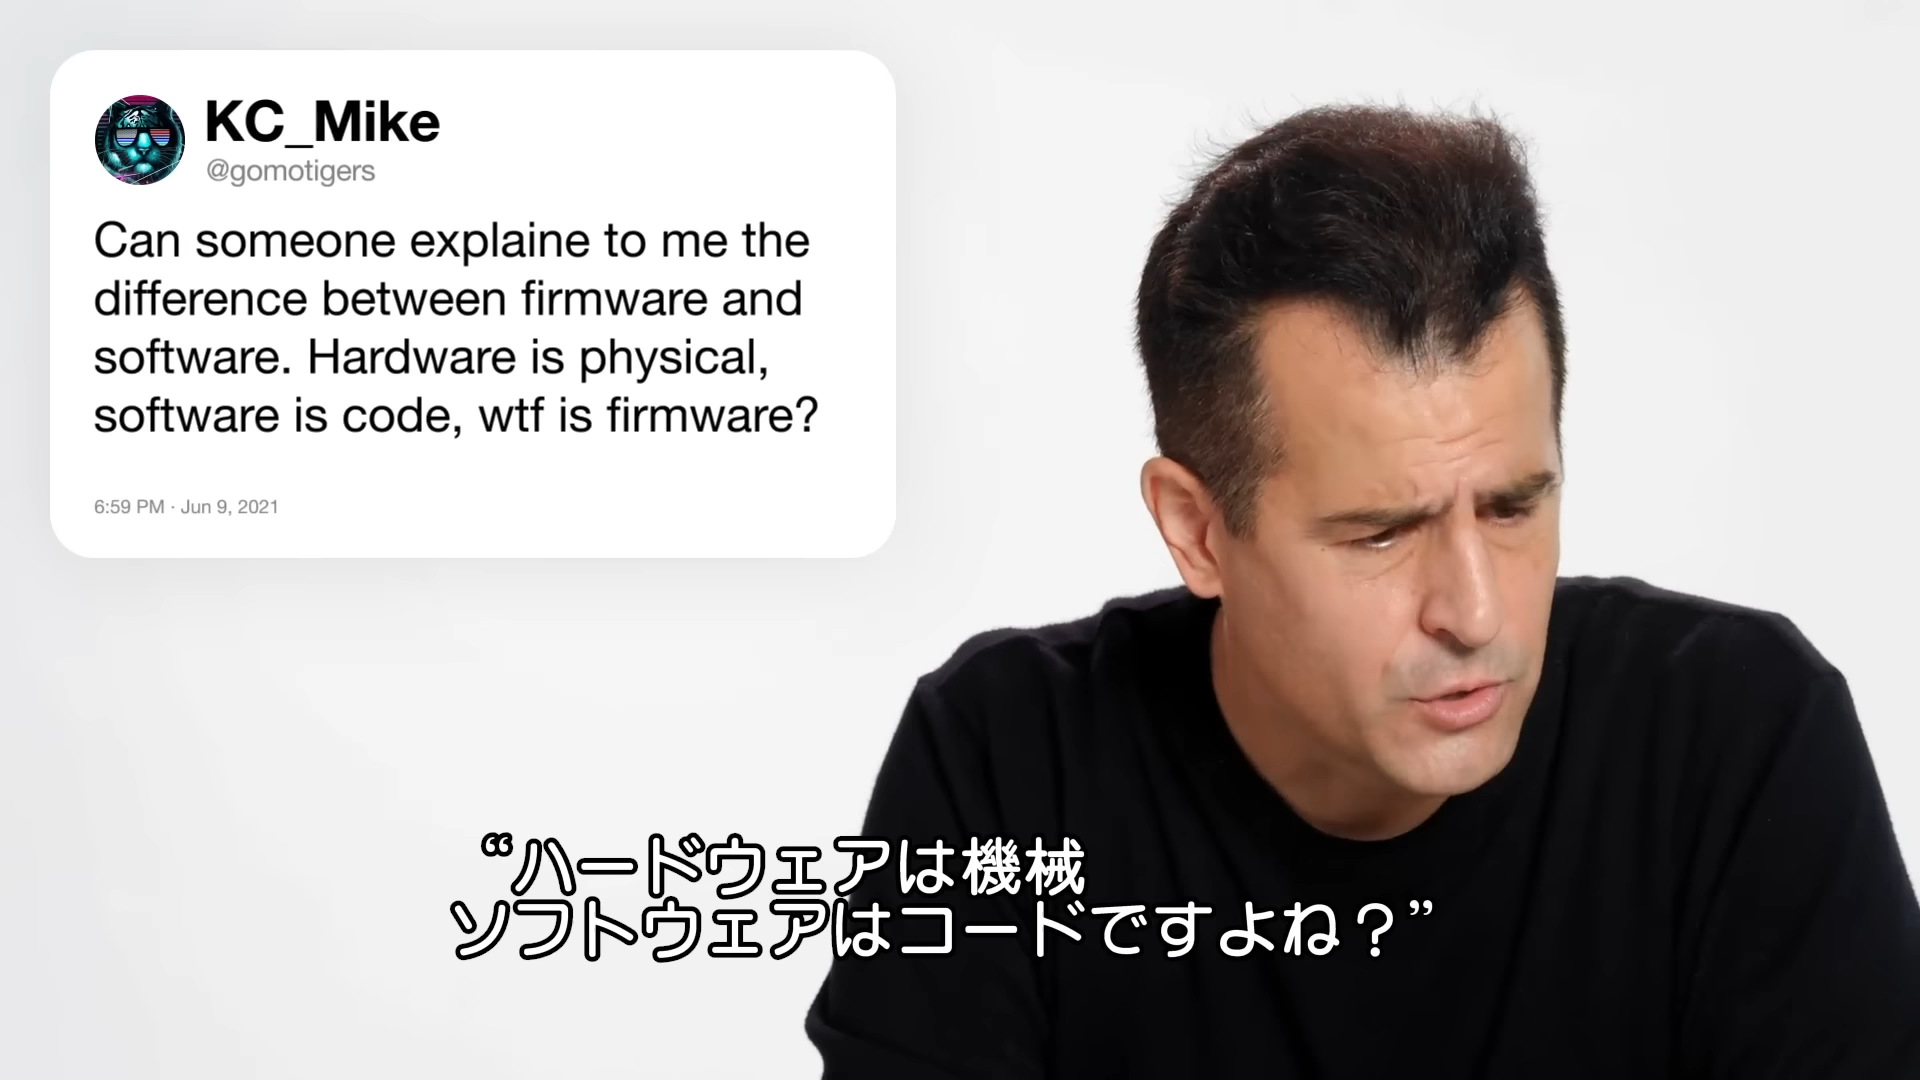 KC_Mike
@gomotigers
Can someone explaine to me the
difference between firmware and
software. Hardware is physical,
software is code, wtf is firmware?
6:59 PM · Jun 9, 2021
“ハードウェアは機械
ソフトウェアはコードですよね？”